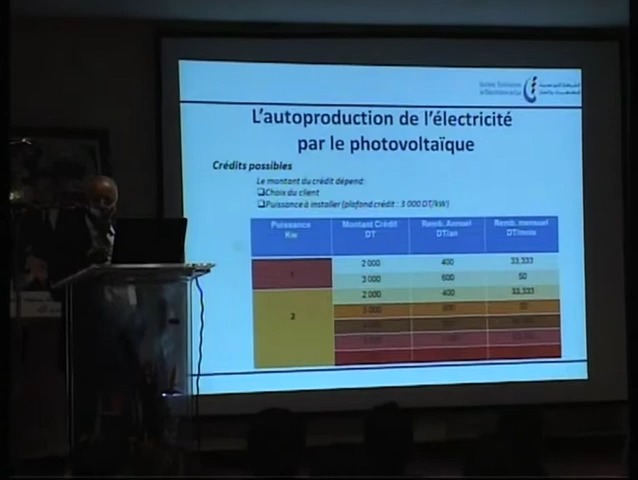 L'autoproduction de l'électricité
par le photovoltaïque
Crédits possibles
Le montant du crédit dépend:
Choix du client
Puissance à installer (plafond crédit : 3 000 DT/kW)
Puissance Kw Montant Crédit DT Remb. Annuel DT/an Remb. mensuel DT/mois
1 2 000 400 33,333
3 000 600 50
2 2 000 400 33,333
3 000 600 50